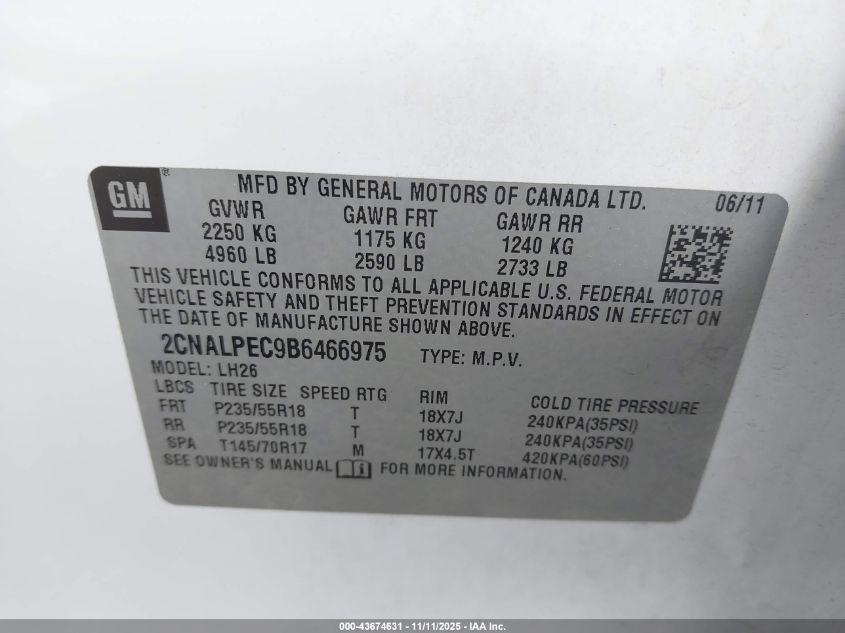 GM ®
MFD BY GENERAL MOTORS OF CANADA LTD. 06/11
GVWR GAWR FRT GAWR RR
2250 KG 1175 KG 1240 KG
4960 LB 2590 LB 2733 LB
THIS VEHICLE CONFORMS TO ALL APPLICABLE U.S. FEDERAL MOTOR
VEHICLE SAFETY AND THEFT PREVENTION STANDARDS IN EFFECT ON
THE DATE OF MANUFACTURE SHOWN ABOVE.
2CNALPEC9B6466975 TYPE: M.P.V.
MODEL: LH26
LBCS TIRE SIZE SPEED RTG RIM COLD TIRE PRESSURE
FRT P235/55R18 T 18X7J 240KPA(35PSI)
RR P235/55R18 T 18X7J 240KPA(35PSI)
SPA T145/70R17 M 17X4.5T 420KPA(60PSI)
SEE OWNER'S MANUAL i FOR MORE INFORMATION.
000-43674631 - 11/11/2025 - IAA Inc.